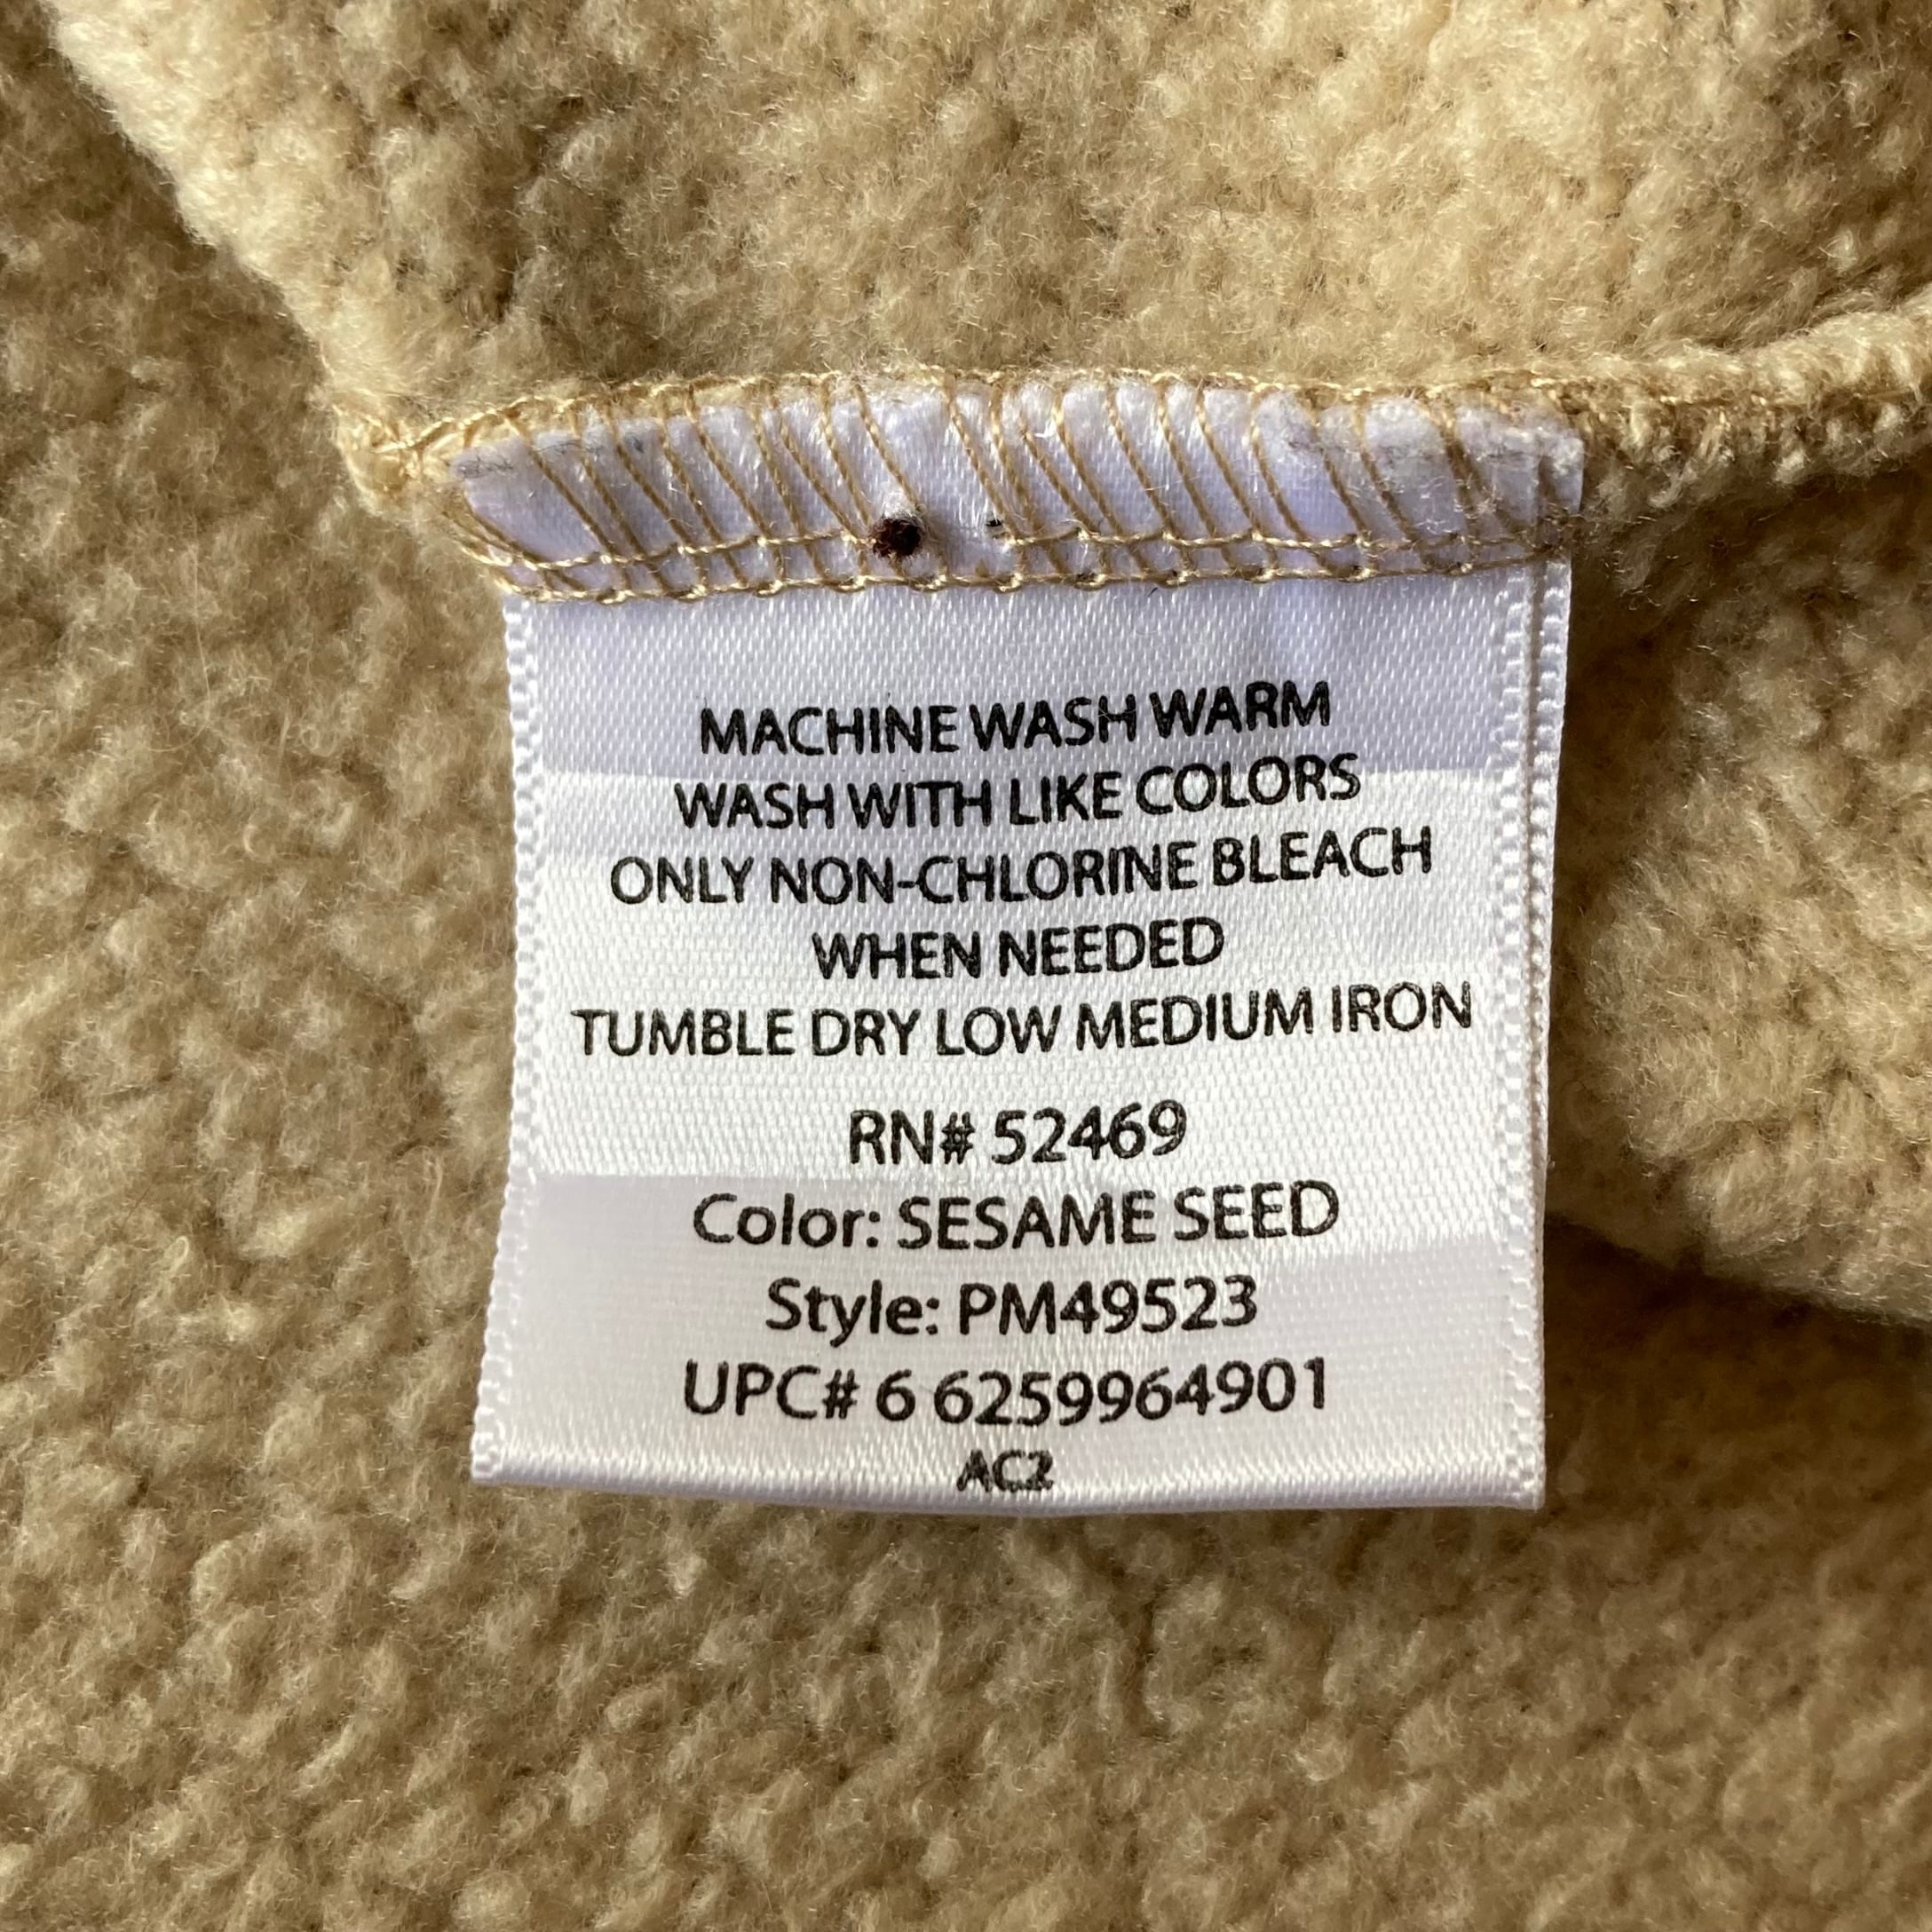 MACHINE WASH WARM
WASH WITH LIKE COLORS
ONLY NON-CHLORINE BLEACH
WHEN NEEDED
TUMBLE DRY LOW MEDIUM IRON
RN# 52469
Color: SESAME SEED
Style: PM49523
UPC# 6 6259964901
AC2